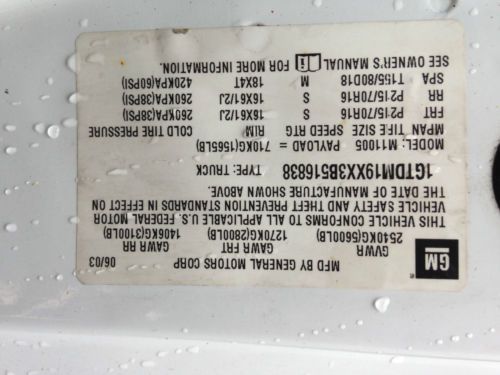 GM
MFD BY GENERAL MOTORS CORP 06/03
GVWR GAWR FRT GAWR RR
2540KG(5600LB) 1270KG(2800LB) 1406KG(3100LB)
THIS VEHICLE CONFORMS TO ALL APPLICABLE U.S. FEDERAL MOTOR
VEHICLE SAFETY AND THEFT PREVENTION STANDARDS IN EFFECT ON
THE DATE OF MANUFACTURE SHOWN ABOVE.
TYPE: TRUCK
1GTDM19XX3B516838
MODEL: M11005 PAYLOAD = 710KG(1565LB)
MPAN TIRE SIZE SPEED RTG RIM COLD TIRE PRESSURE
FRT P215/70R16 S 16X61/2J 260KPA(38PSI)
RR P215/70R16 S 16X61/2J 260KPA(38PSI)
SPA T155/80D18 M 18X4T 420KPA(60PSI)
SEE OWNER'S MANUAL FOR MORE INFORMATION.